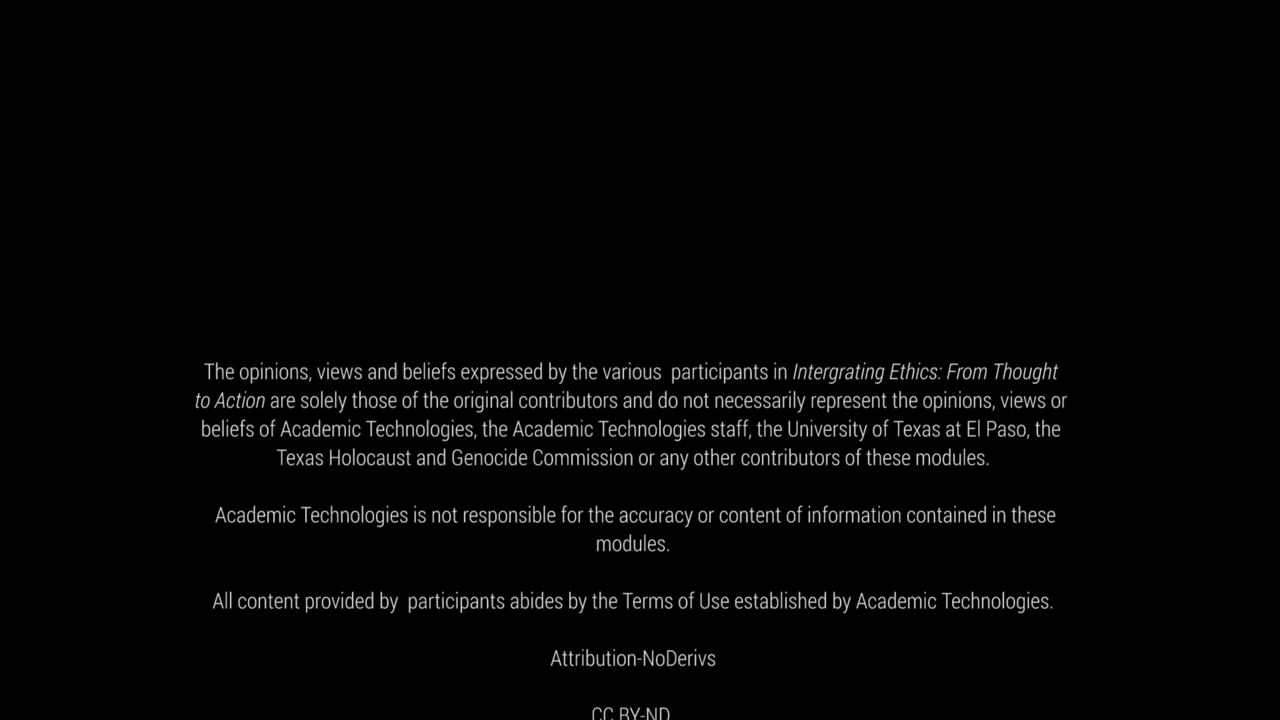 The opinions, views and beliefs expressed by the various  participants in Intergrating Ethics: From Thought
to Action are solely those of the original contributors and do not necessarily represent the opinions, views or
beliefs of Academic Technologies, the Academic Technologies staff, the University of Texas at El Paso, the
Texas Holocaust and Genocide Commission or any other contributors of these modules.
Academic Technologies is not responsible for the accuracy or content of information contained in these
modules.
All content provided by  participants abides by the Terms of Use established by Academic Technologies.
Attribution-NoDerivs
CC BY-ND